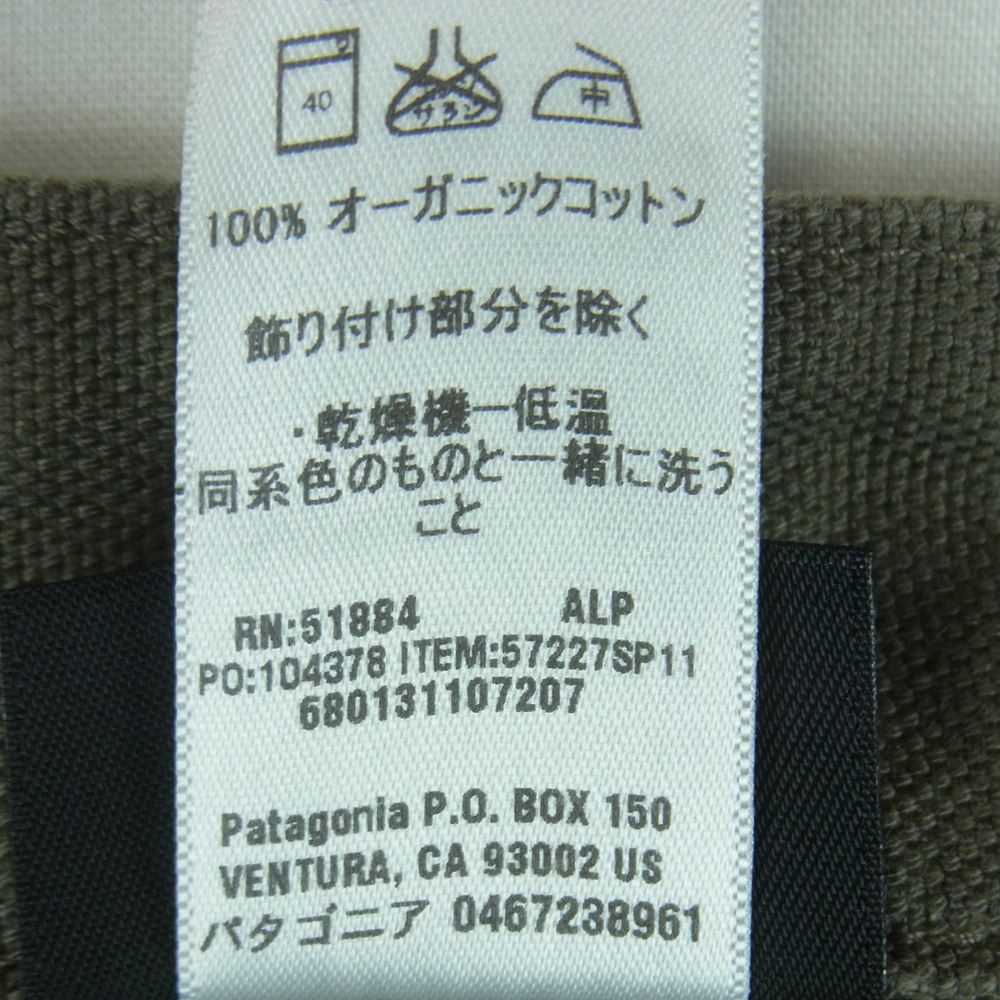 40
サラシ
中
100% オーガニックコットン
飾り付け部分を除く
・乾燥機ー低温
同系色のものと一緒に洗う
こと
RN:51884 ALP
PO:104378 ITEM:57227SP11
680131107207
Patagonia P.O. BOX 150
VENTURA, CA 93002 US
パタゴニア 0467238961